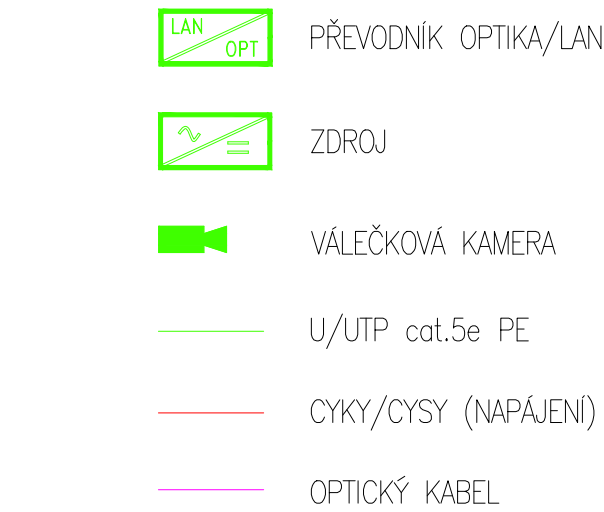 LAN
OPT
PŘEVODNÍK OPTIKA/LAN
ZDROJ
VÁLEČKOVÁ KAMERA
U/UTP cat.5e PE
CYKY/CYSY (NAPÁJENÍ)
OPTICKÝ KABEL